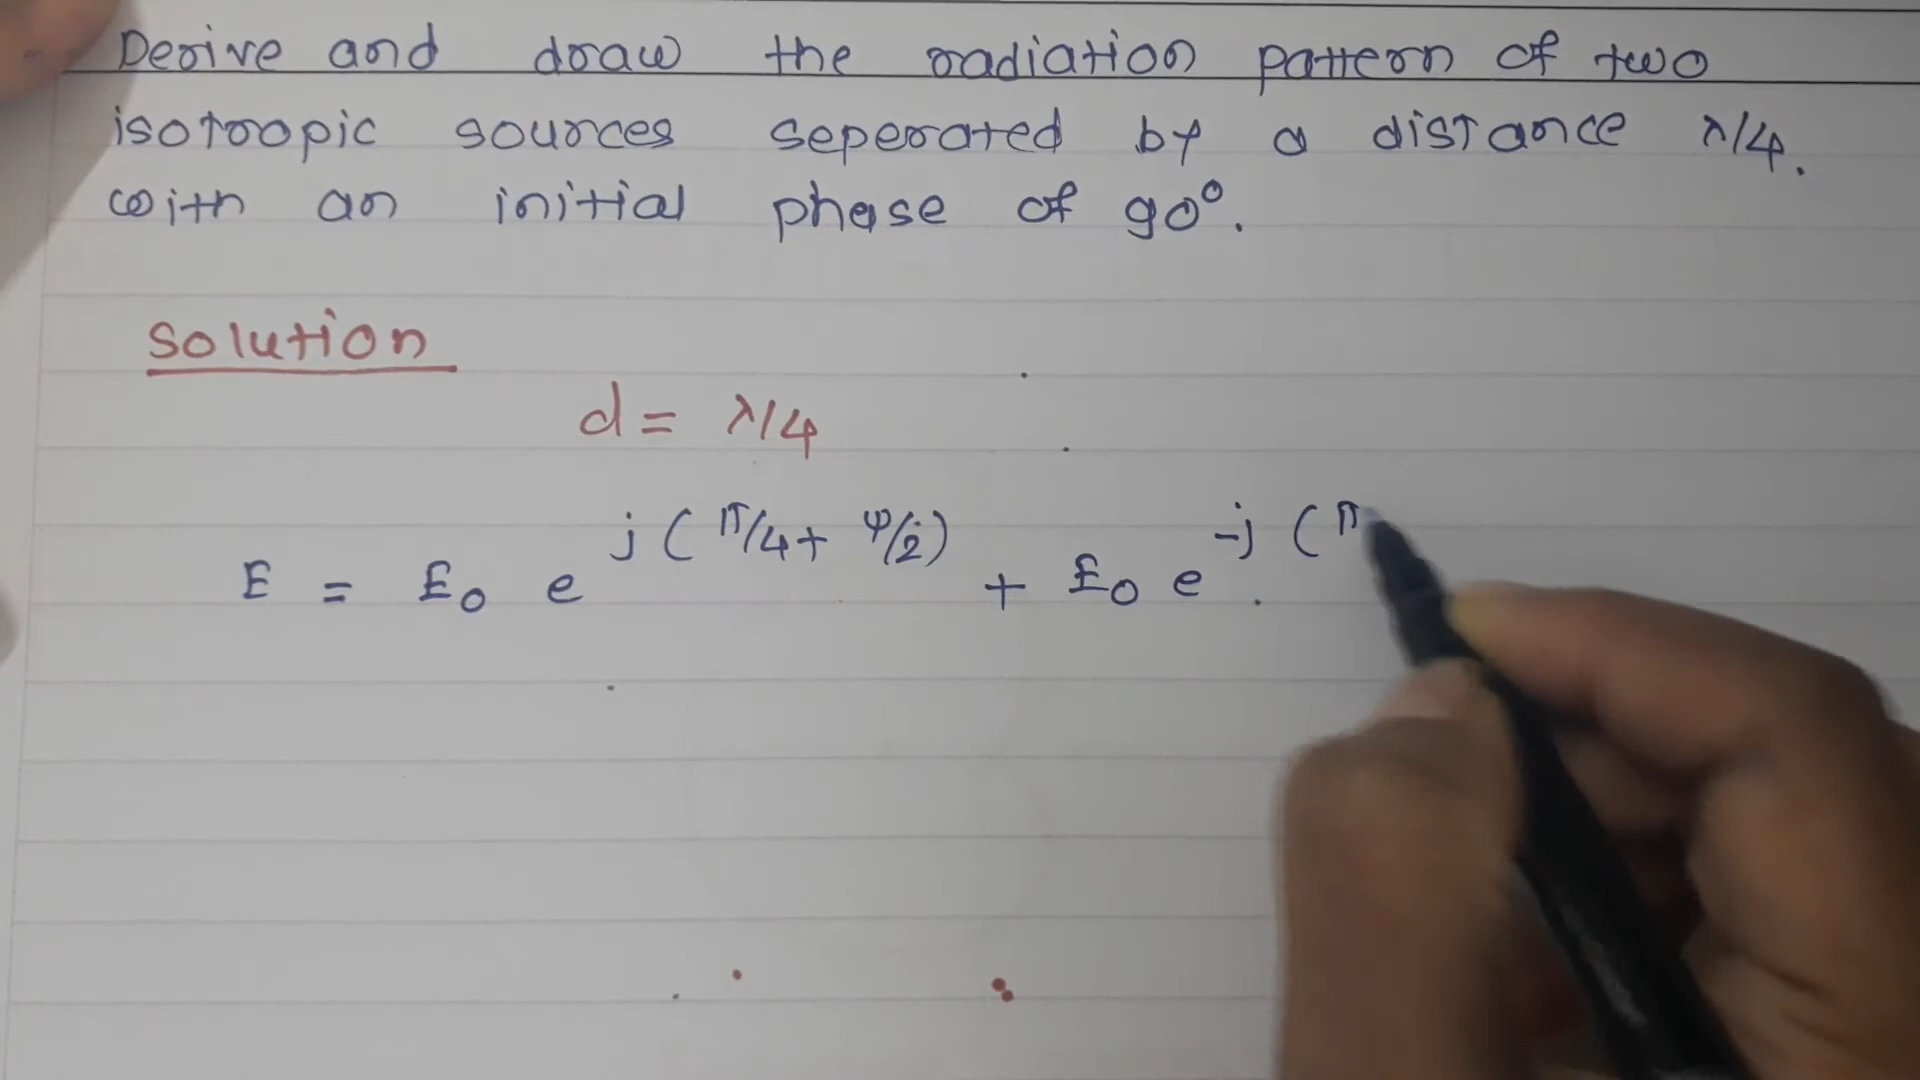 Derive and draw the radiation pattern of two
isotropic sources seperated by a distance λ/4.
with an initial phase of 90°.
Solution
d = λ/4
E = E₀ e^{j(π/4 + ψ/2)} + E₀ e^{-j(π